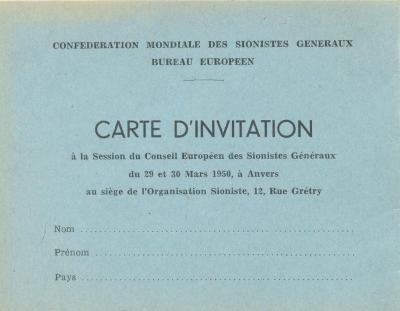 CONFEDERATION MONDIALE DES SIONISTES GENERAUX
BUREAU EUROPEEN
CARTE D'INVITATION
à la Session du Conseil Européen des Sionistes Généraux
du 29 et 30 Mars 1950, à Anvers
au siège de l'Organisation Sioniste, 12, Rue Grétry
Nom
Prénom
Pays